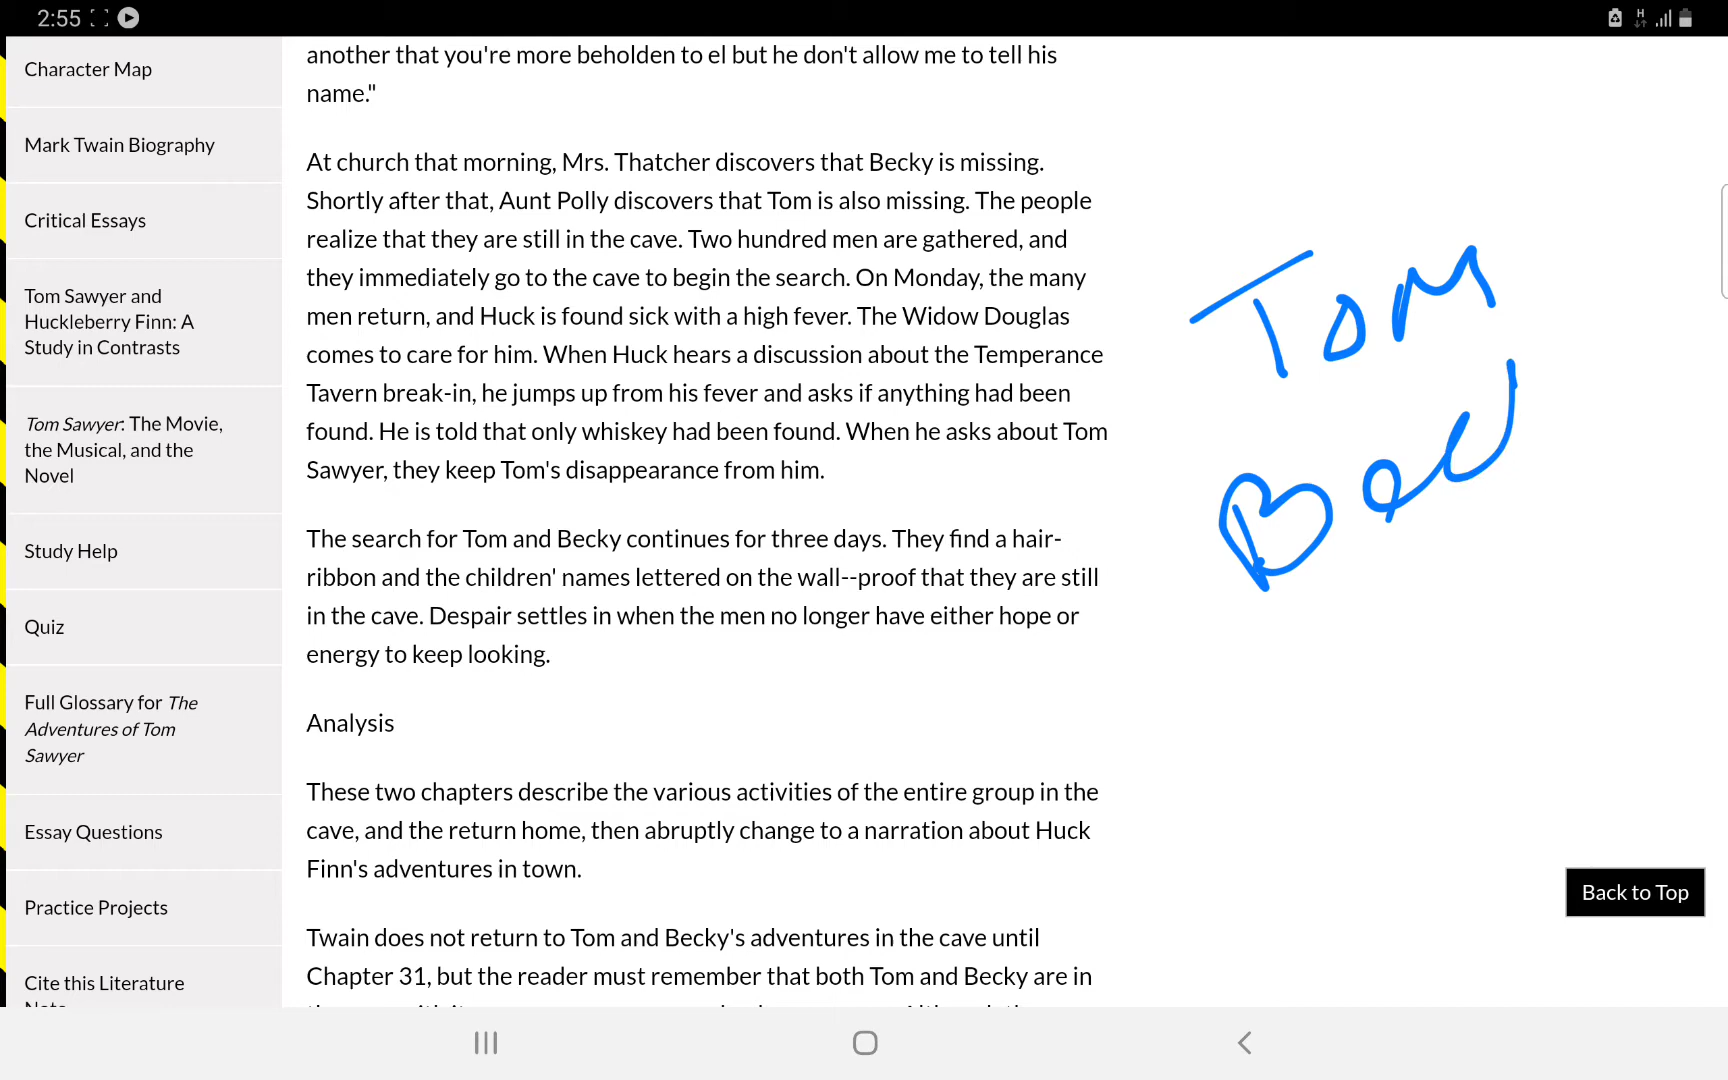 2:55
H
Character Map
Mark Twain Biography
Critical Essays
Tom Sawyer and
Huckleberry Finn: A
Study in Contrasts
Tom Sawyer: The Movie,
the Musical, and the
Novel
Study Help
Quiz
Full Glossary for The
Adventures of Tom
Sawyer
Essay Questions
Practice Projects
Cite this Literature
another that you're more beholden to el but he don't allow me to tell his
name."
At church that morning, Mrs. Thatcher discovers that Becky is missing.
Shortly after that, Aunt Polly discovers that Tom is also missing. The people
realize that they are still in the cave. Two hundred men are gathered, and
they immediately go to the cave to begin the search. On Monday, the many
men return, and Huck is found sick with a high fever. The Widow Douglas
comes to care for him. When Huck hears a discussion about the Temperance
Tavern break-in, he jumps up from his fever and asks if anything had been
found. He is told that only whiskey had been found. When he asks about Tom
Sawyer, they keep Tom's disappearance from him.
The search for Tom and Becky continues for three days. They find a hair-
ribbon and the children' names lettered on the wall--proof that they are still
in the cave. Despair settles in when the men no longer have either hope or
energy to keep looking.
Analysis
These two chapters describe the various activities of the entire group in the
cave, and the return home, then abruptly change to a narration about Huck
Finn's adventures in town.
Twain does not return to Tom and Becky's adventures in the cave until
Chapter 31, but the reader must remember that both Tom and Becky are in
Tom
Back to Top